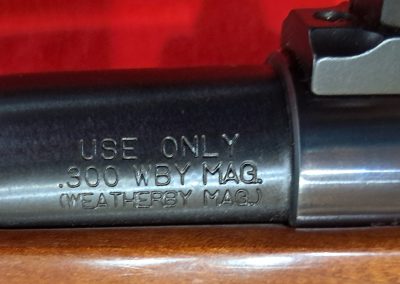 USE ONLY
.300 WBY MAG.
(WEATHERBY MAG.)